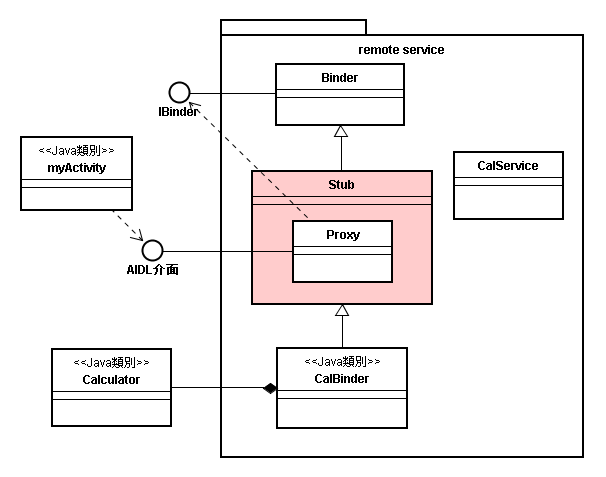 remote service
Binder
IBinder
<<Java類別>>
myActivity
CalService
Stub
Proxy
AIDL介面
<<Java類別>>
Calculator
<<Java類別>>
CalBinder